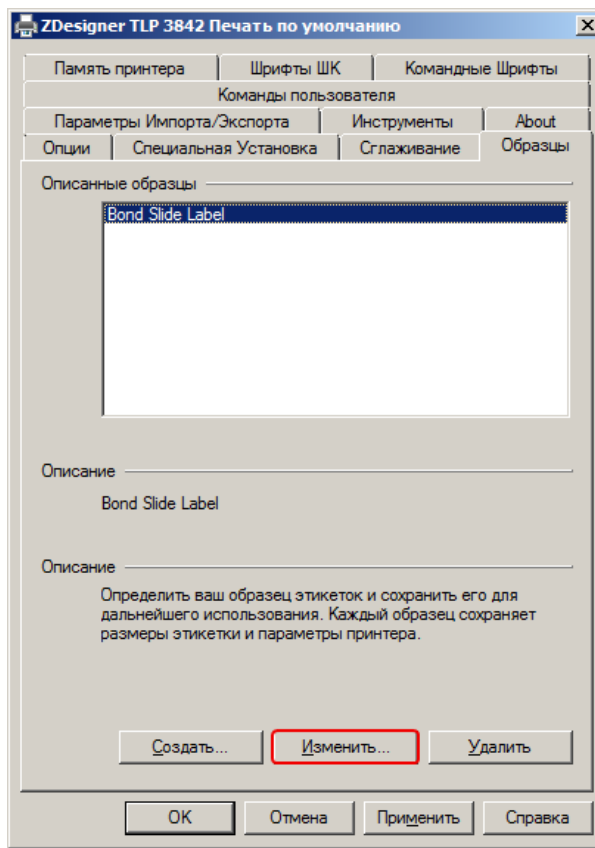 ZDesigner TLP 3842 Печать по умолчанию
Память принтера Шрифты ШК Командные Шрифты
Команды пользователя
Параметры Импорта/Экспорта Инструменты About
Опции Специальная Установка Сглаживание Образцы
Описанные образцы
Bond Slide Label
Описание
Bond Slide Label
Описание
Определить ваш образец этикеток и сохранить его для
дальнейшего использования. Каждый образец сохраняет
размеры этикетки и параметры принтера.
Создать... Изменить... Удалить
OK Отмена Применить Справка